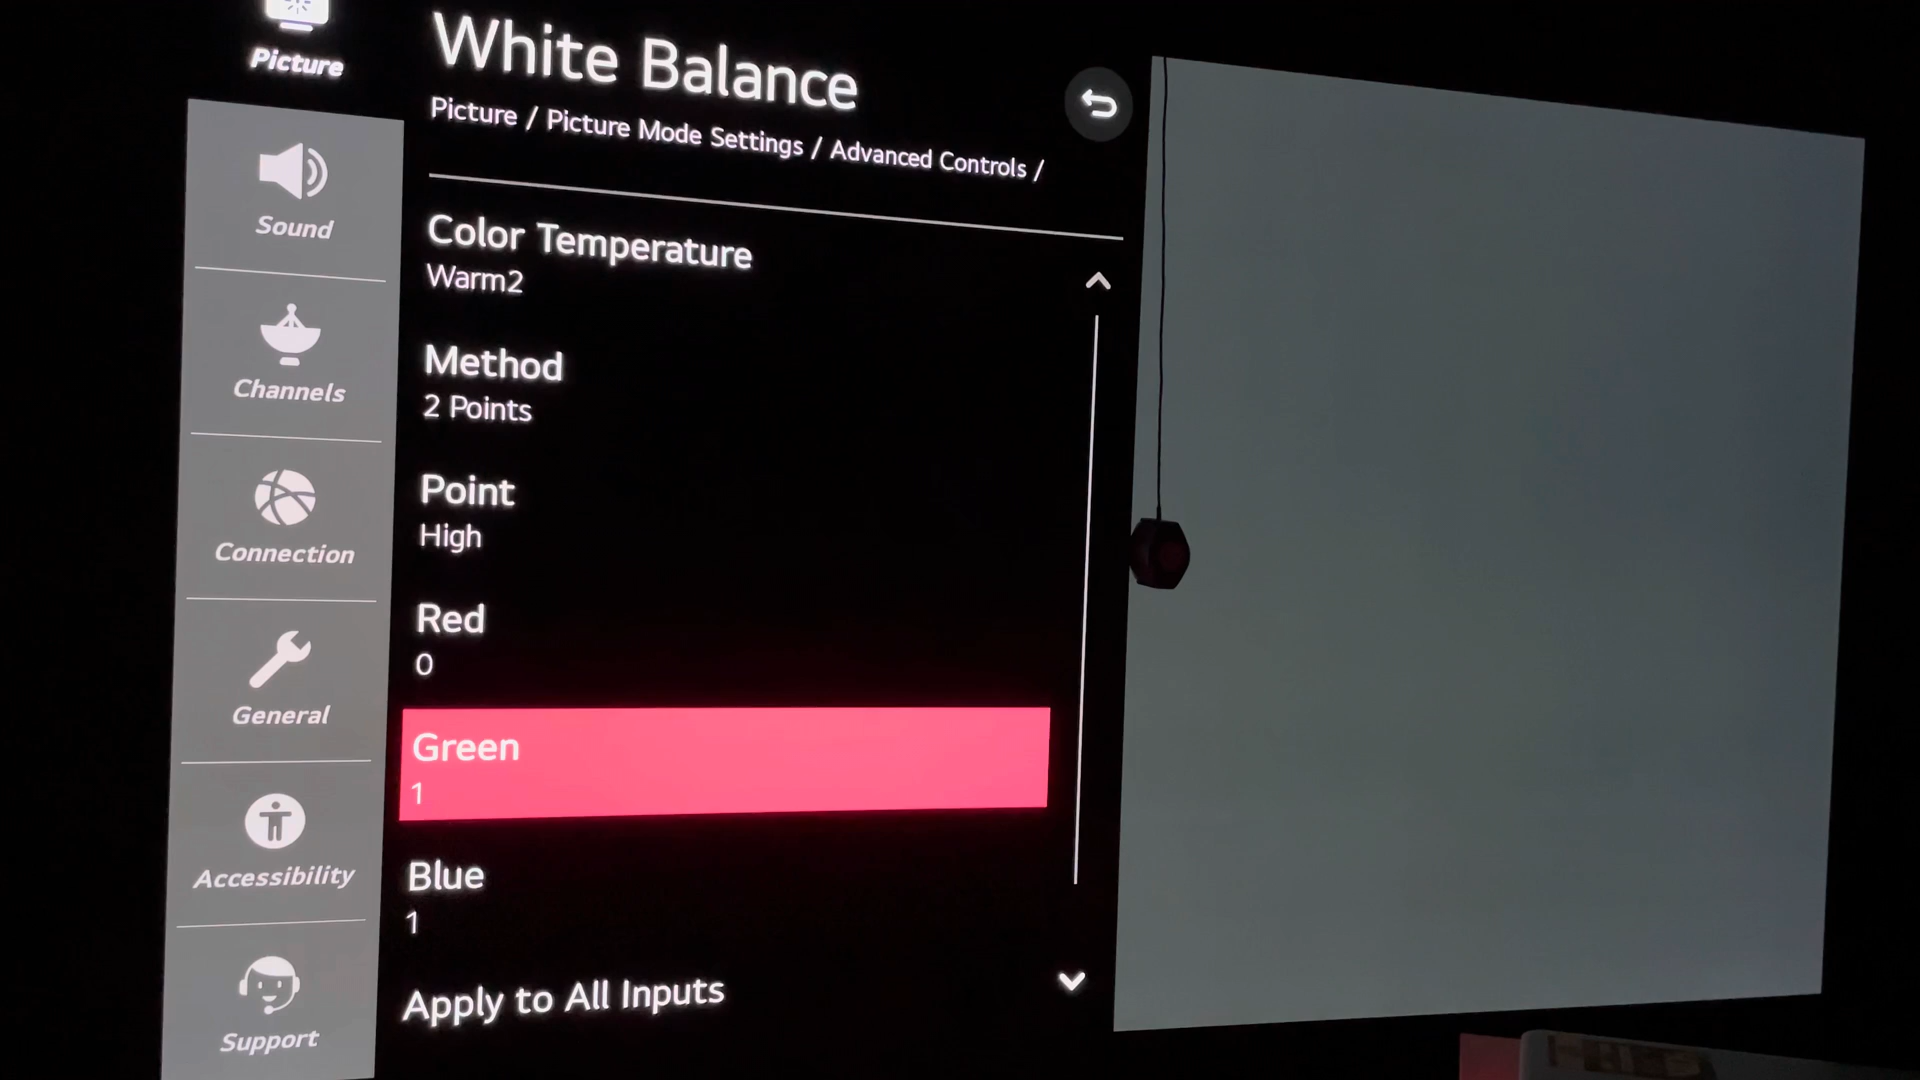 Picture
Sound
Channels
Connection
General
Accessibility
Support
White Balance
Picture / Picture Mode Settings / Advanced Controls /
Color Temperature
Warm2
Method
2 Points
Point
High
Red
0
Green
1
Blue
1
Apply to All Inputs